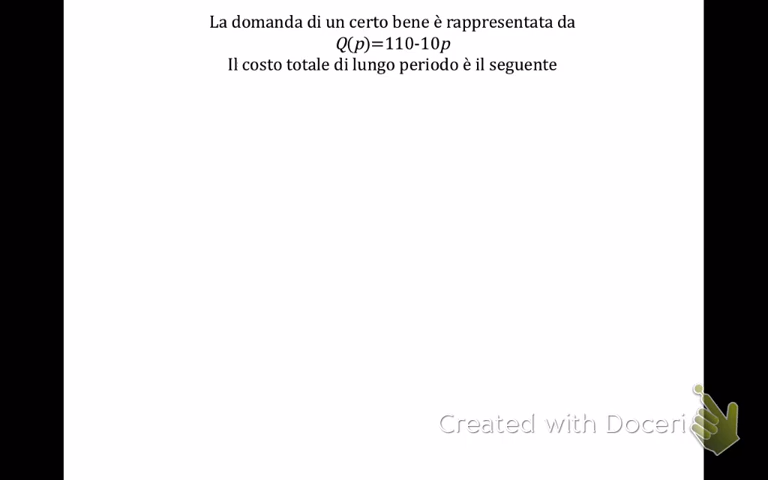 La domanda di un certo bene è rappresentata da
Q(p)=110-10p
Il costo totale di lungo periodo è il seguente
Created with Doceri